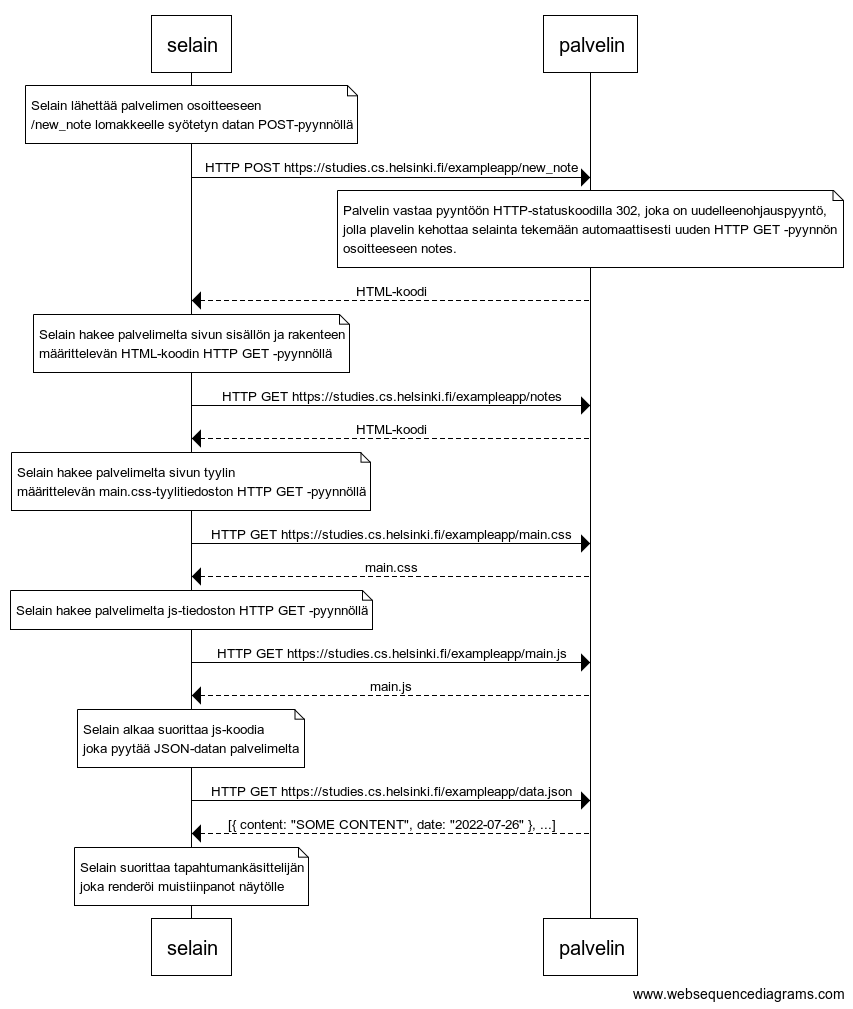 selain
palvelin
Selain lähettää palvelimen osoitteeseen
/new_note lomakkeelle syötetyn datan POST-pyynnöllä
HTTP POST https://studies.cs.helsinki.fi/exampleapp/new_note
Palvelin vastaa pyyntöön HTTP-statuskoodilla 302, joka on uudelleenohjauspyyntö,
jolla plavelin kehottaa selainta tekemään automaattisesti uuden HTTP GET -pyynnön
osoitteeseen notes.
HTML-koodi
Selain hakee palvelimelta sivun sisällön ja rakenteen
määrittelevän HTML-koodin HTTP GET -pyynnöllä
HTTP GET https://studies.cs.helsinki.fi/exampleapp/notes
HTML-koodi
Selain hakee palvelimelta sivun tyylin
määrittelevän main.css-tyylitiedoston HTTP GET -pyynnöllä
HTTP GET https://studies.cs.helsinki.fi/exampleapp/main.css
main.css
Selain hakee palvelimelta js-tiedoston HTTP GET -pyynnöllä
HTTP GET https://studies.cs.helsinki.fi/exampleapp/main.js
main.js
Selain alkaa suorittaa js-koodia
joka pyytää JSON-datan palvelimelta
HTTP GET https://studies.cs.helsinki.fi/exampleapp/data.json
[{ content: "SOME CONTENT", date: "2022-07-26" }, ...]
Selain suorittaa tapahtumankäsittelijän
joka renderöi muistiinpanot näytölle
selain
palvelin
www.websequencediagrams.com